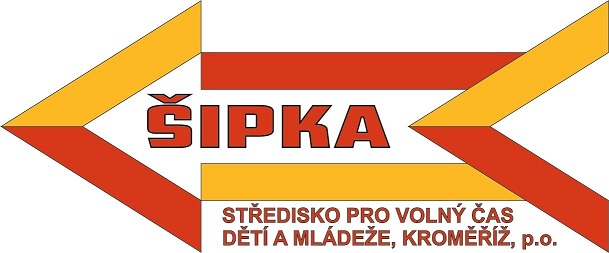 ŠIPKA
STŘEDISKO PRO VOLNÝ ČAS
DĚTÍ A MLÁDEŽE, KROMĚŘÍŽ, p.o.